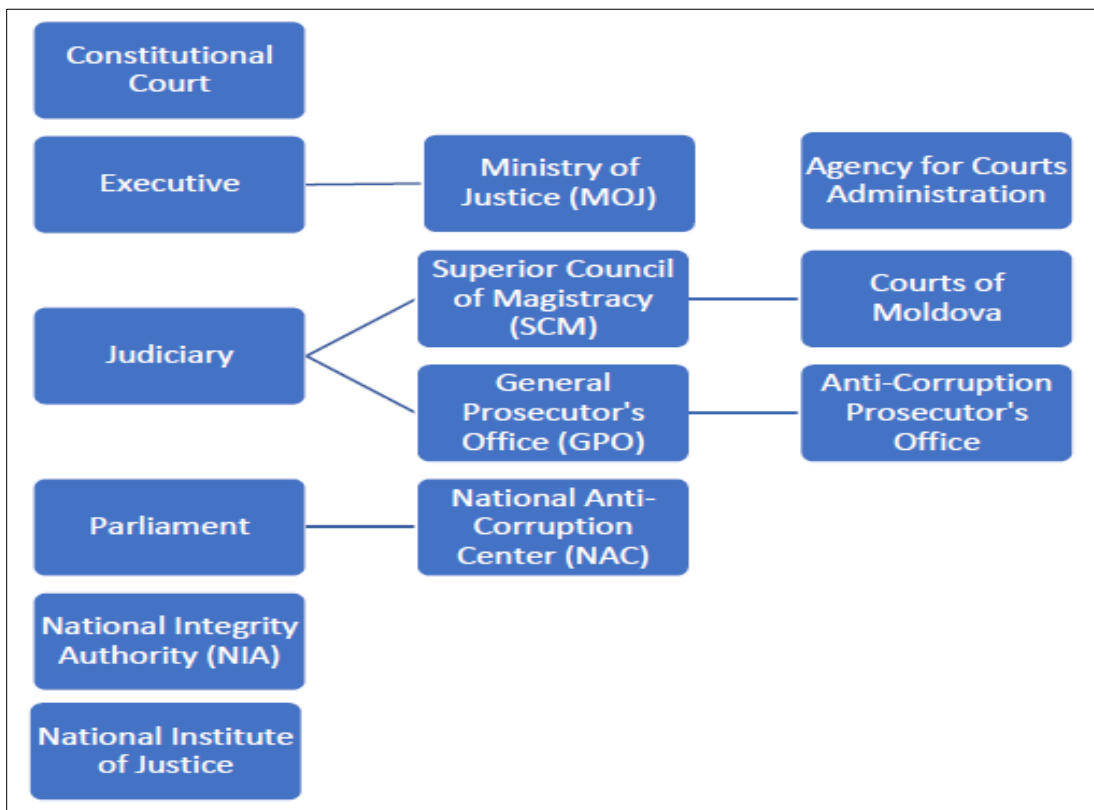 Constitutional
Court
Executive
Ministry of
Justice (MOJ)
Agency for Courts
Administration
Judiciary
Superior Council
of Magistracy
(SCM)
Courts of
Moldova
General
Prosecutor's
Office (GPO)
Anti-Corruption
Prosecutor's
Office
Parliament
National Anti-
Corruption
Center (NAC)
National Integrity
Authority (NIA)
National Institute
of Justice